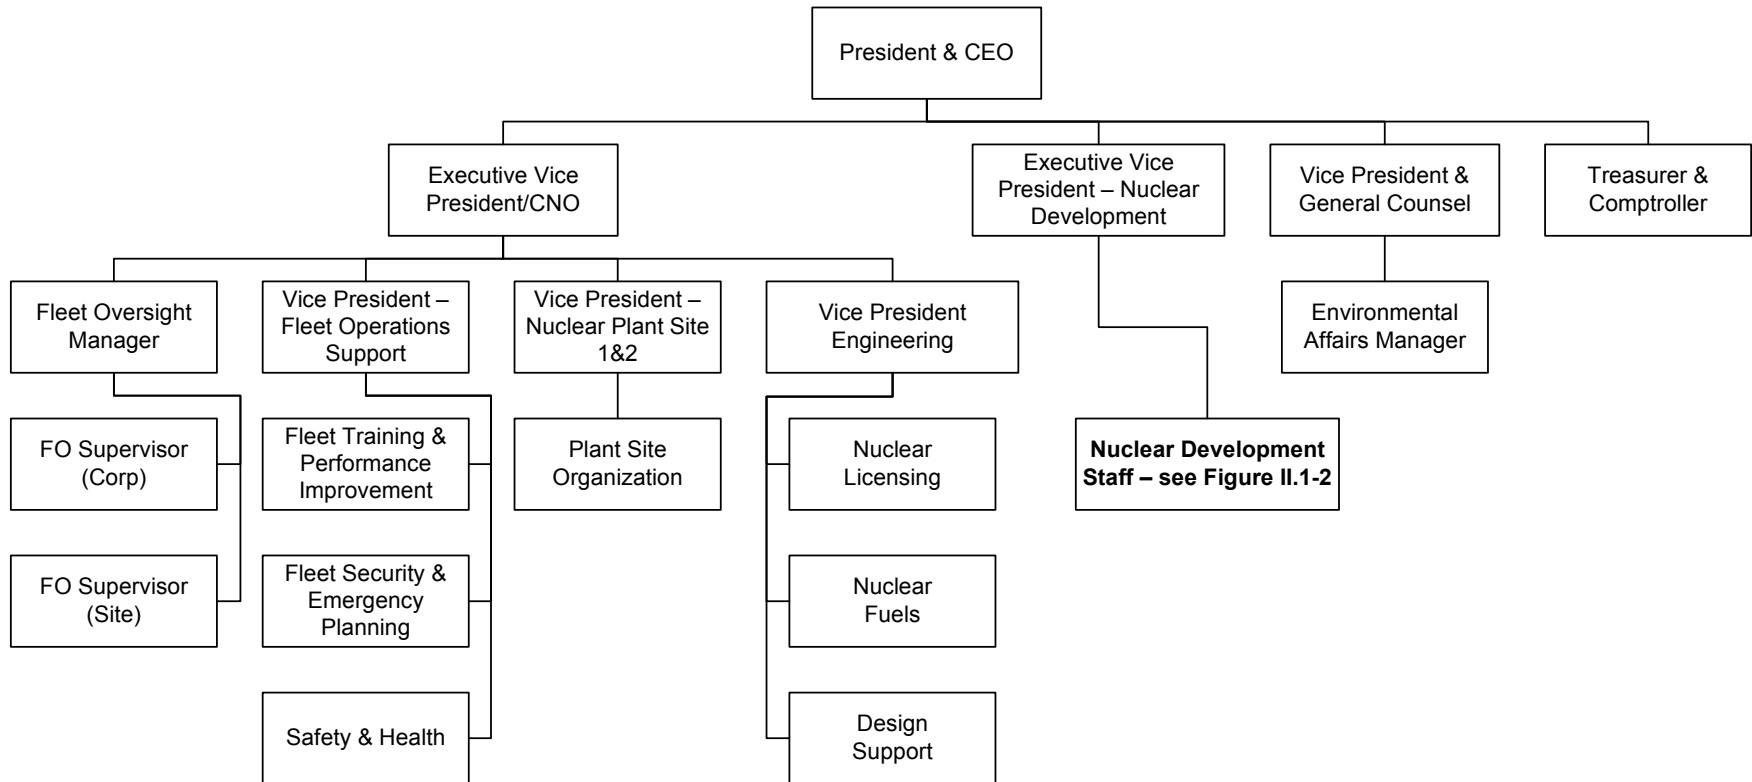 President & CEO
Executive Vice
President/CNO
Executive Vice
President – Nuclear
Development
Vice President &
General Counsel
Treasurer &
Comptroller
Fleet Oversight
Manager
Vice President –
Fleet Operations
Support
Vice President –
Nuclear Plant Site
1&2
Vice President
Engineering
Environmental
Affairs Manager
FO Supervisor
(Corp)
Fleet Training &
Performance
Improvement
Plant Site
Organization
Nuclear
Licensing
Nuclear Development
Staff – see Figure II.1-2
FO Supervisor
(Site)
Fleet Security &
Emergency
Planning
Nuclear
Fuels
Safety & Health
Design
Support